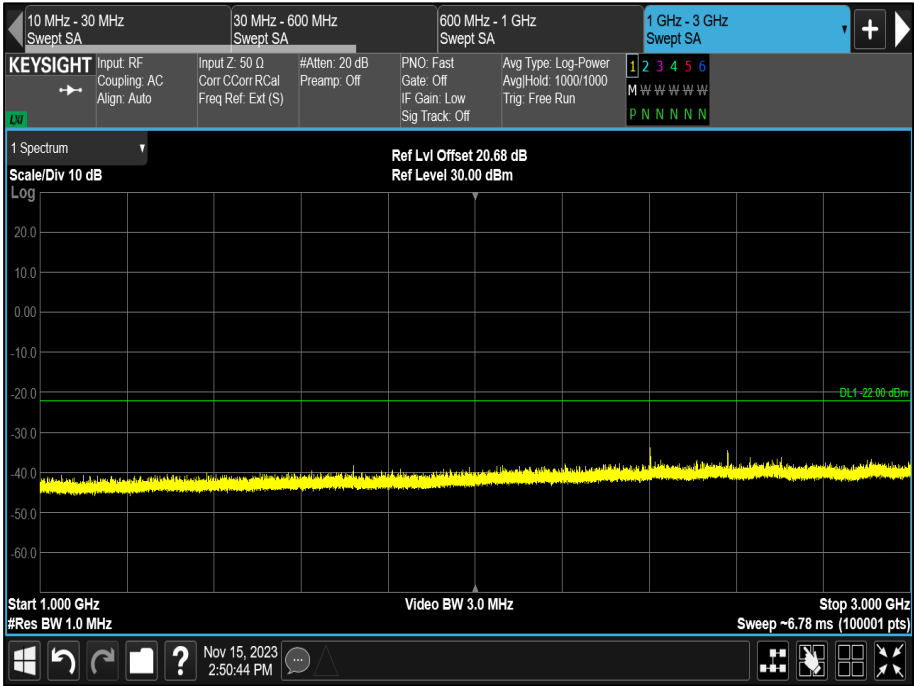 10 MHz - 30 MHz
Swept SA
30 MHz - 600 MHz
Swept SA
600 MHz - 1 GHz
Swept SA
1 GHz - 3 GHz
Swept SA
+
KEYSIGHT
LXI
Input: RF
Coupling: AC
Align: Auto
Input Z: 50 Ω
Corr CCorr RCal
Freq Ref: Ext (S)
#Atten: 20 dB
Preamp: Off
PNO: Fast
Gate: Off
IF Gain: Low
Sig Track: Off
Avg Type: Log-Power
Avg|Hold: 1000/1000
Trig: Free Run
1 2 3 4 5 6
M W W W W W
P N N N N N
1 Spectrum
Scale/Div 10 dB
Ref Lvl Offset 20.68 dB
Ref Level 30.00 dBm
Log
20.0
10.0
0.00
-10.0
-20.0
DL1 -22.00 dBm
-30.0
-40.0
-50.0
-60.0
Start 1.000 GHz
Video BW 3.0 MHz
Stop 3.000 GHz
#Res BW 1.0 MHz
Sweep ~6.78 ms (100001 pts)
?
Nov 15, 2023
2:50:44 PM